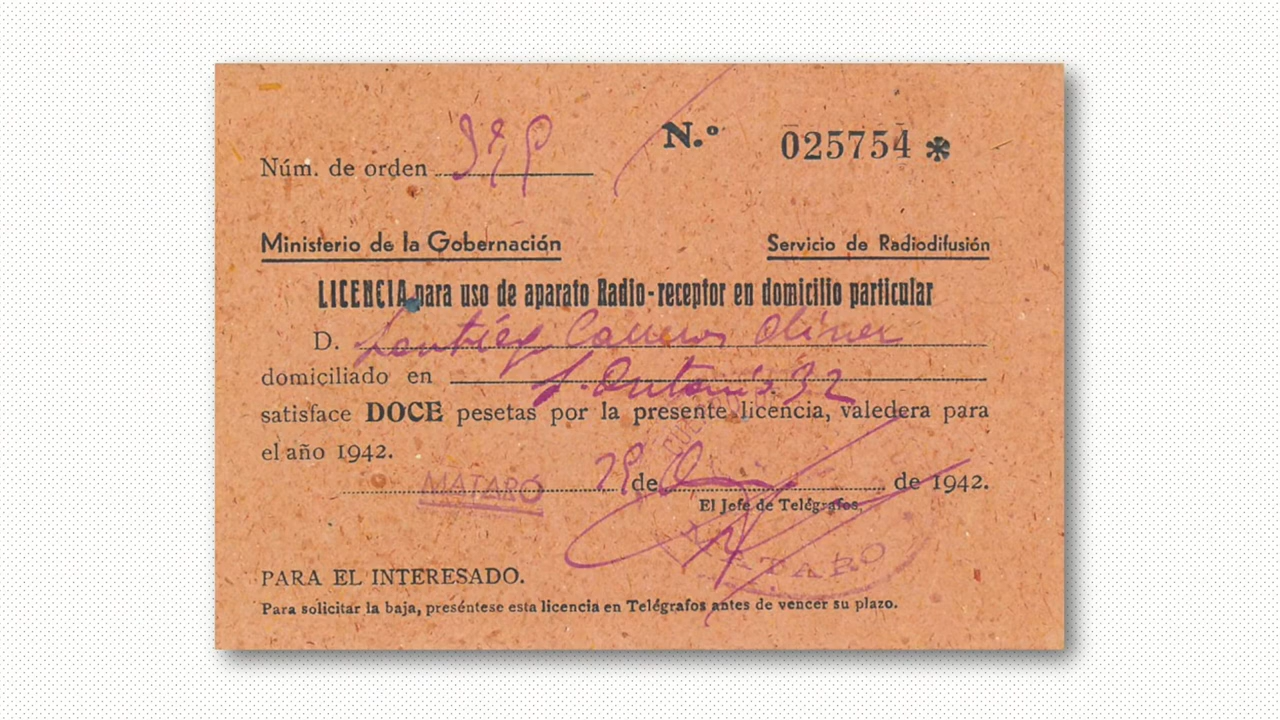 N.º 025754 *
Núm. de orden
Ministerio de la Gobernación Servicio de Radiodifusión
LICENCIA para uso de aparato Radio-receptor en domicilio particular
D.
domiciliado en S. Antonio 32
satisface DOCE pesetas por la presente licencia, valedera para
el año 1942.
MATARÓ de de 1942.
El Jefe de Telégrafos,
MATARO
PARA EL INTERESADO.
Para solicitar la baja, preséntese esta licencia en Telégrafos antes de vencer su plazo.